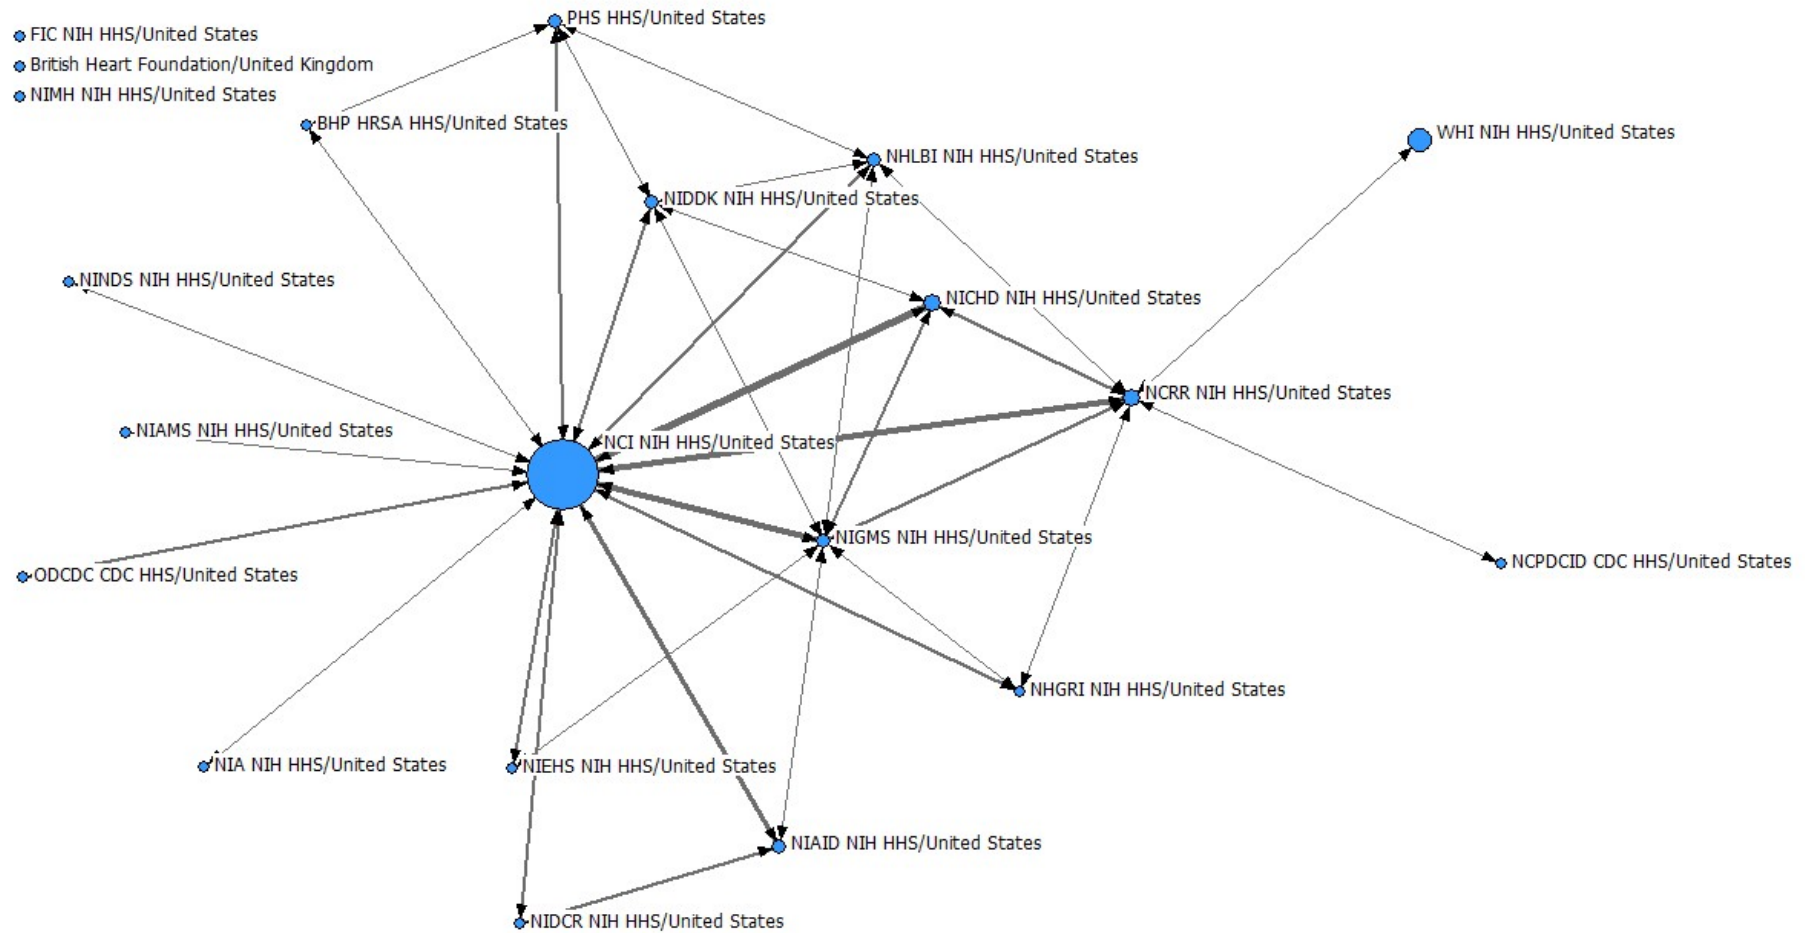 PHS HHS/United States
FIC NIH HHS/United States
British Heart Foundation/United Kingdom
NIMH NIH HHS/United States
BHP HRSA HHS/United States
WHI NIH HHS/United States
NHLBI NIH HHS/United States
NIDDK NIH HHS/United States
NINDS NIH HHS/United States
NICHD NIH HHS/United States
NCRR NIH HHS/United States
NIAMS NIH HHS/United States
NCI NIH HHS/United States
NIGMS NIH HHS/United States
NCPDCID CDC HHS/United States
ODCDC CDC HHS/United States
NHGRI NIH HHS/United States
NIA NIH HHS/United States
NIEHS NIH HHS/United States
NIAID NIH HHS/United States
NIDCR NIH HHS/United States